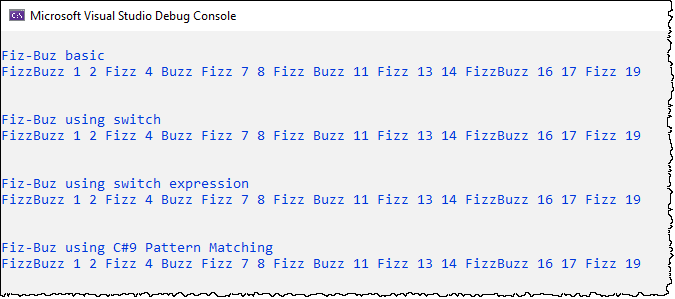 C:\ Microsoft Visual Studio Debug Console
Fiz-Buz basic
FizzBuzz 1 2 Fizz 4 Buzz Fizz 7 8 Fizz Buzz 11 Fizz 13 14 FizzBuzz 16 17 Fizz 19
Fiz-Buz using switch
FizzBuzz 1 2 Fizz 4 Buzz Fizz 7 8 Fizz Buzz 11 Fizz 13 14 FizzBuzz 16 17 Fizz 19
Fiz-Buz using switch expression
FizzBuzz 1 2 Fizz 4 Buzz Fizz 7 8 Fizz Buzz 11 Fizz 13 14 FizzBuzz 16 17 Fizz 19
Fiz-Buz using C#9 Pattern Matching
FizzBuzz 1 2 Fizz 4 Buzz Fizz 7 8 Fizz Buzz 11 Fizz 13 14 FizzBuzz 16 17 Fizz 19